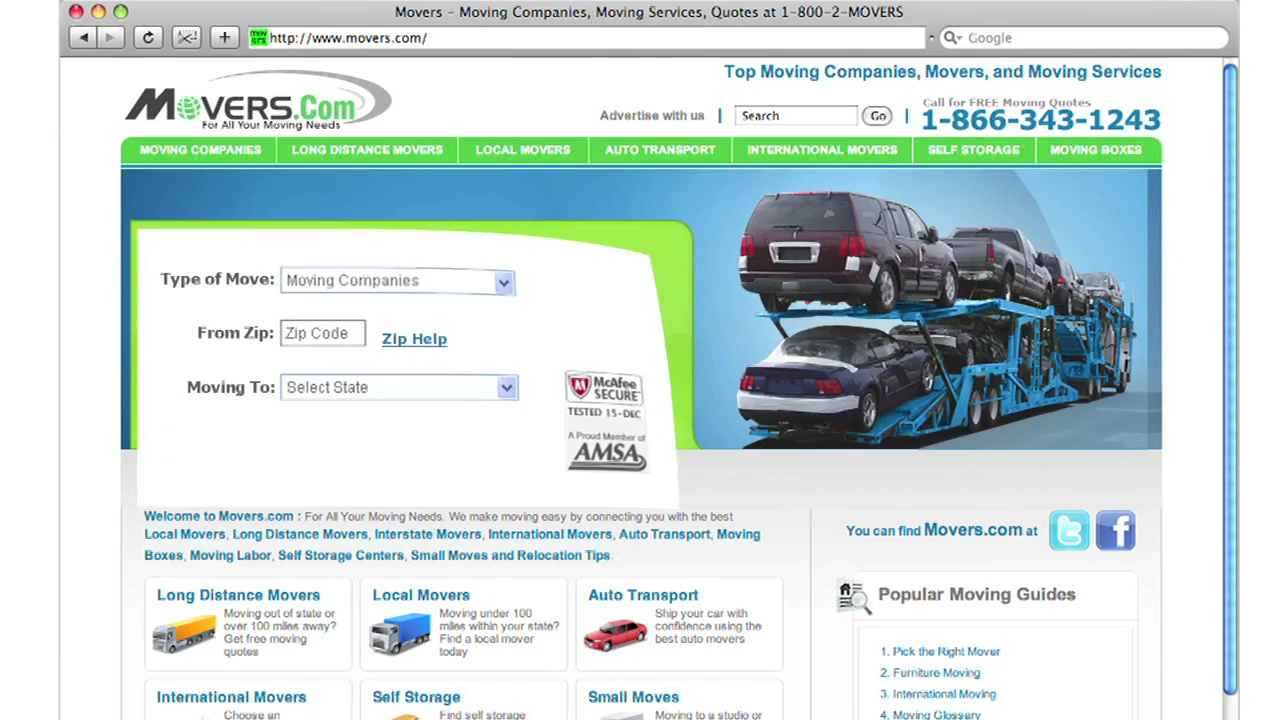 Movers - Moving Companies, Moving Services, Quotes at 1-800-2-MOVERS
http://www.movers.com/
Google
MOVERS.Com
For All Your Moving Needs
Top Moving Companies, Movers, and Moving Services
Advertise with us | Search Go |
Call for FREE Moving Quotes
1-866-343-1243
MOVING COMPANIES LONG DISTANCE MOVERS LOCAL MOVERS AUTO TRANSPORT INTERNATIONAL MOVERS SELF STORAGE MOVING BOXES
Type of Move: Moving Companies
From Zip: Zip Code Zip Help
Moving To: Select State
McAfee
SECURE
TESTED 15-DEC
A Proud Member of
AMSA
Welcome to Movers.com : For All Your Moving Needs. We make moving easy by connecting you with the best
Local Movers, Long Distance Movers, Interstate Movers, International Movers, Auto Transport, Moving
Boxes, Moving Labor, Self Storage Centers, Small Moves and Relocation Tips.
You can find Movers.com at
Long Distance Movers
Moving out of state or
over 100 miles away?
Get free moving
quotes
Local Movers
Moving under 100
miles within your state?
Find a local mover
today
Auto Transport
Ship your car with
confidence using the
best auto movers
Popular Moving Guides
1. Pick the Right Mover
2. Furniture Moving
3. International Moving
4. Moving Glossary
International Movers
Choose an
Self Storage
Find self storage
Small Moves
Moving to a studio or